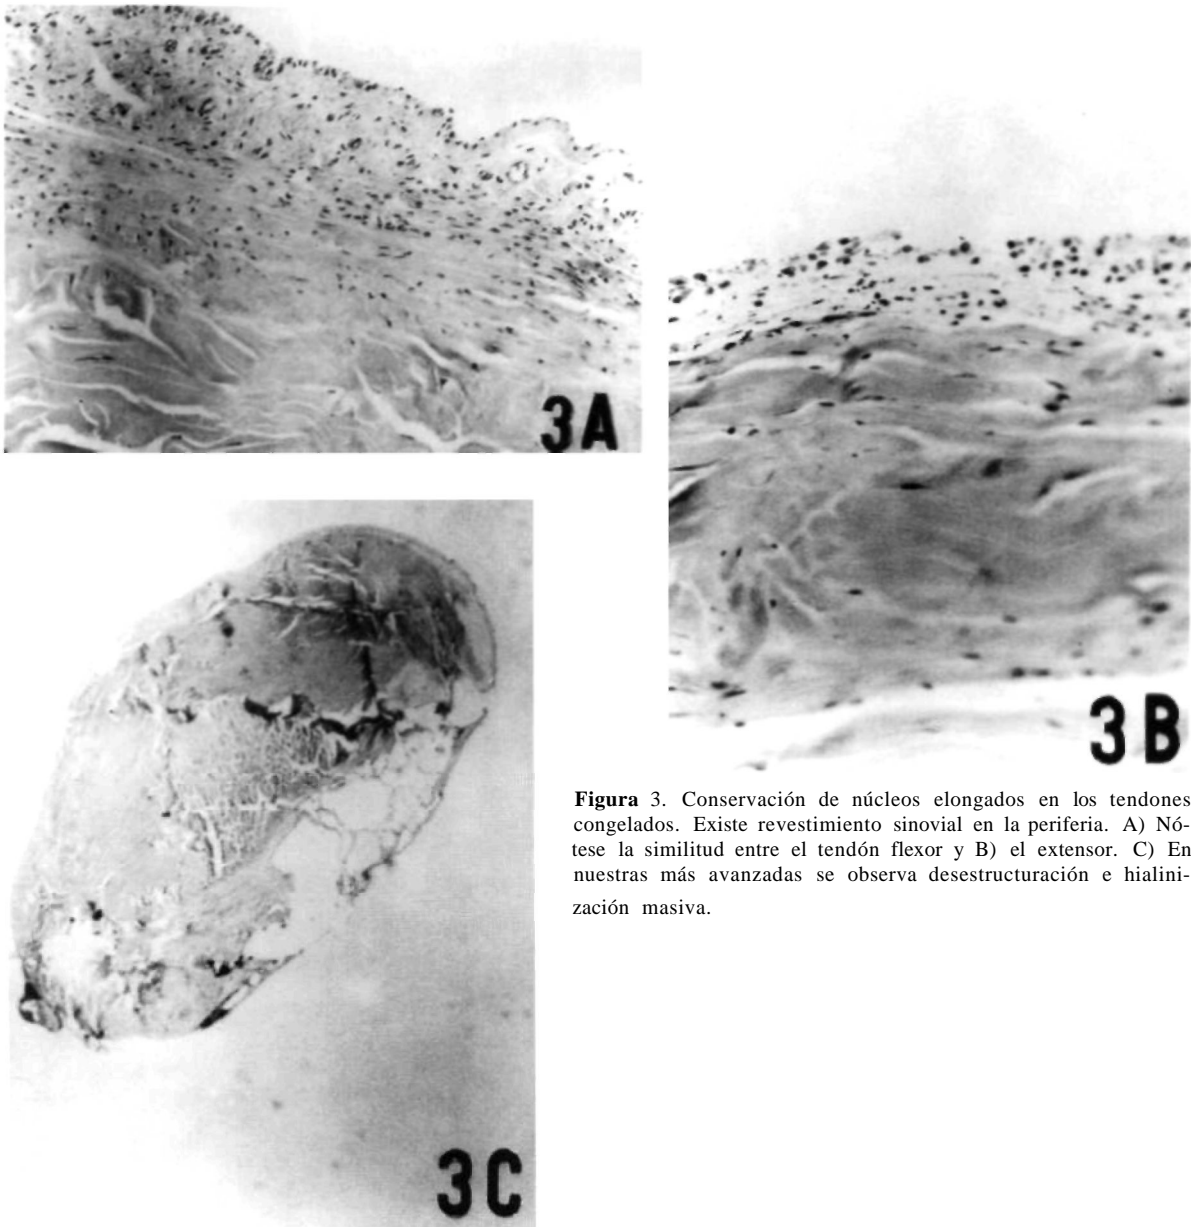 3A
3B
Figura 3. Conservación de núcleos elongados en los tendones
congelados. Existe revestimiento sinovial en la periferia. A) Nó-
tese la similitud entre el tendón flexor y B) el extensor. C) En
nuestras más avanzadas se observa desestructuración e hialini-
zación masiva.
3C